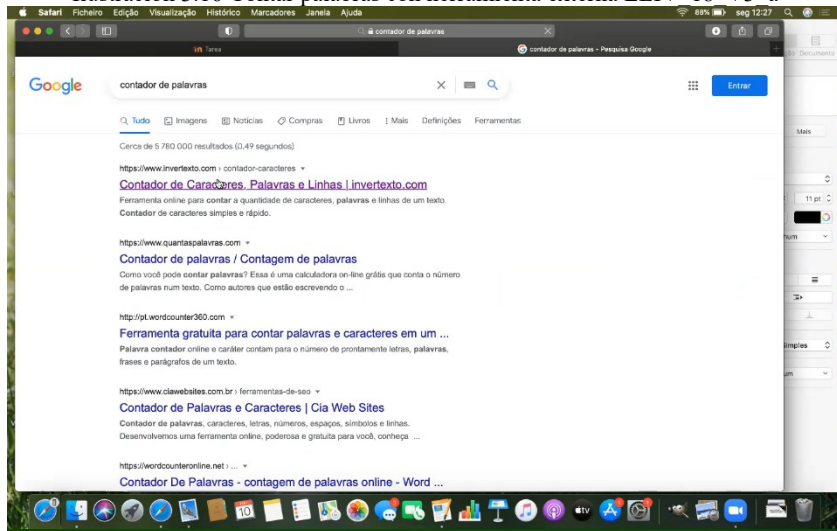 Safari Ficheiro Edição Visualização Histórico Marcadores Janela Ajuda
88% seg 12:27
contador de palavras
Tarea
contador de palavras – Pesquisa Google
Documento
Google
contador de palavras
Entrar
Tudo Imagens Notícias Compras Livros Mais Definições Ferramentas
Mais
Cerca de 5 780 000 resultados (0,49 segundos)
https://www.invertexto.com › contador-caracteres
Contador de Caracteres, Palavras e Linhas | invertexto.com
Ferramenta online para contar a quantidade de caracteres, palavras e linhas de um texto.
Contador de caracteres simples e rápido.
11 pt
https://www.quantaspalavras.com
Contador de palavras / Contagem de palavras
Como você pode contar palavras? Essa é uma calculadora on-line grátis que conta o número
de palavras num texto. Como autores que estão escrevendo o ...
http://pt.wordcounter360.com
Ferramenta gratuita para contar palavras e caracteres em um ...
Palavra contador online e caráter contam para o número de prontamente letras, palavras,
frases e parágrafos de um texto.
https://www.ciawebsites.com.br › ferramentas-de-seo
Contador de Palavras e Caracteres | Cia Web Sites
Contador de palavras, caracteres, letras, números, espaços, símbolos e linhas.
Desenvolvemos uma ferramenta online, poderosa e gratuita para você, conheça ...
https://wordcounteronline.net › ...
Contador De Palavras - contagem de palavras online - Word ...
10
tv